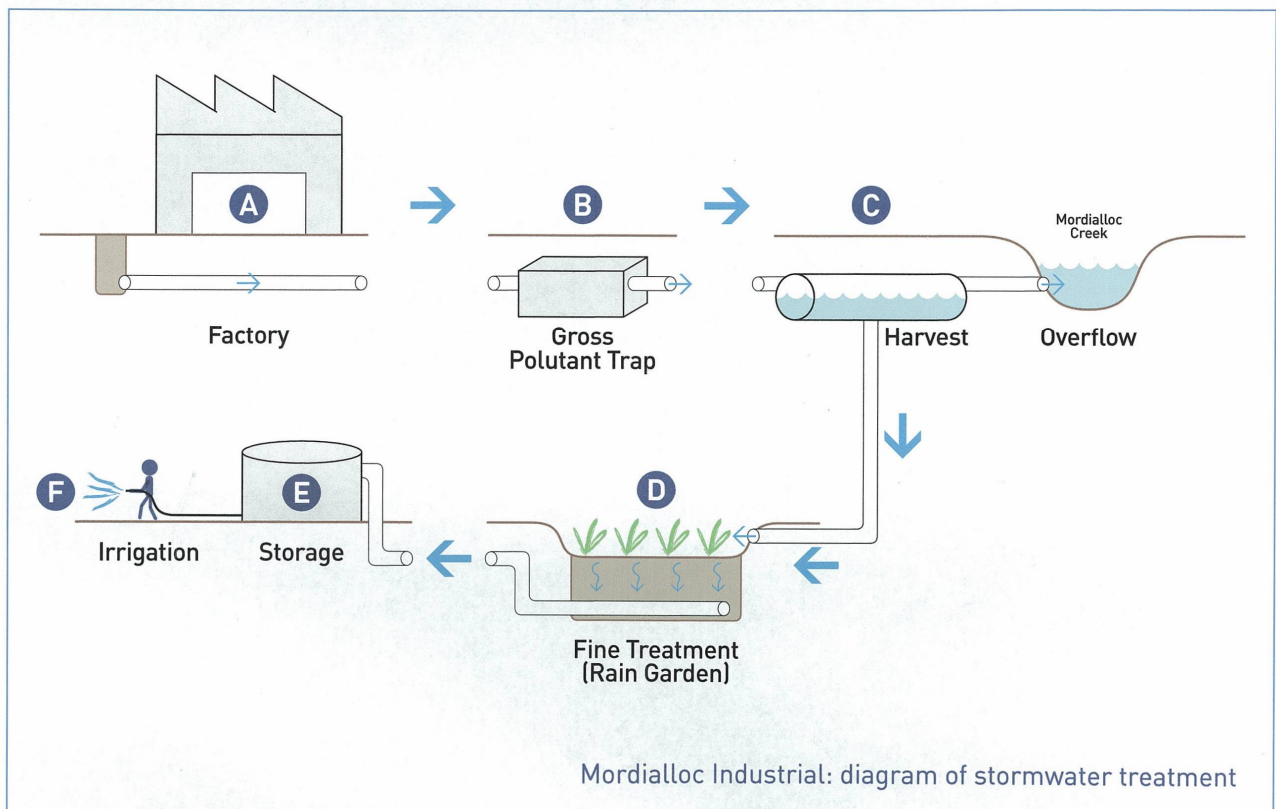 A
B
C
Mordialloc
Creek
Factory
Gross
Polutant Trap
Harvest
Overflow
F
E
D
Irrigation
Storage
Fine Treatment
(Rain Garden)
Mordialloc Industrial: diagram of stormwater treatment